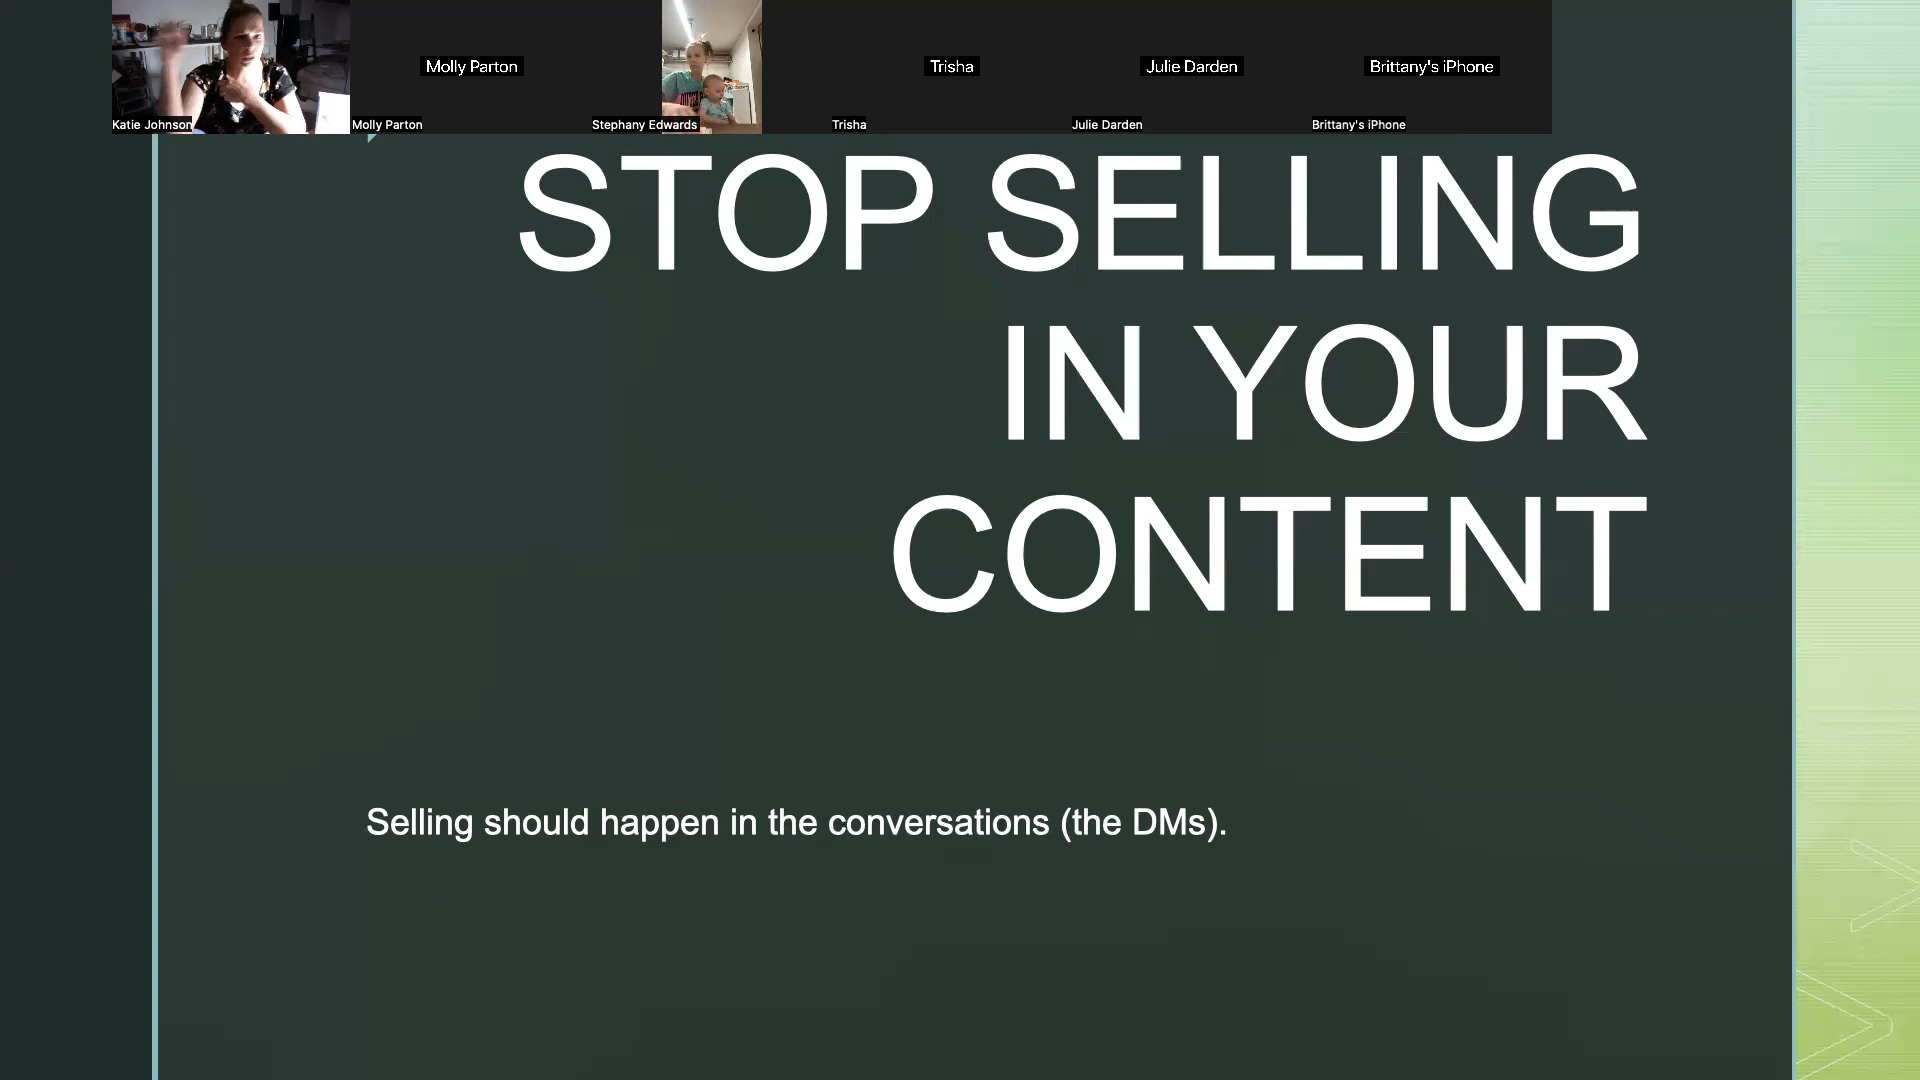 Molly Parton
Trisha
Julie Darden
Brittany's iPhone
Katie Johnson
Molly Parton
Stephany Edwards
Trisha
Julie Darden
Brittany's iPhone
STOP SELLING
IN YOUR
CONTENT
Selling should happen in the conversations (the DMs).